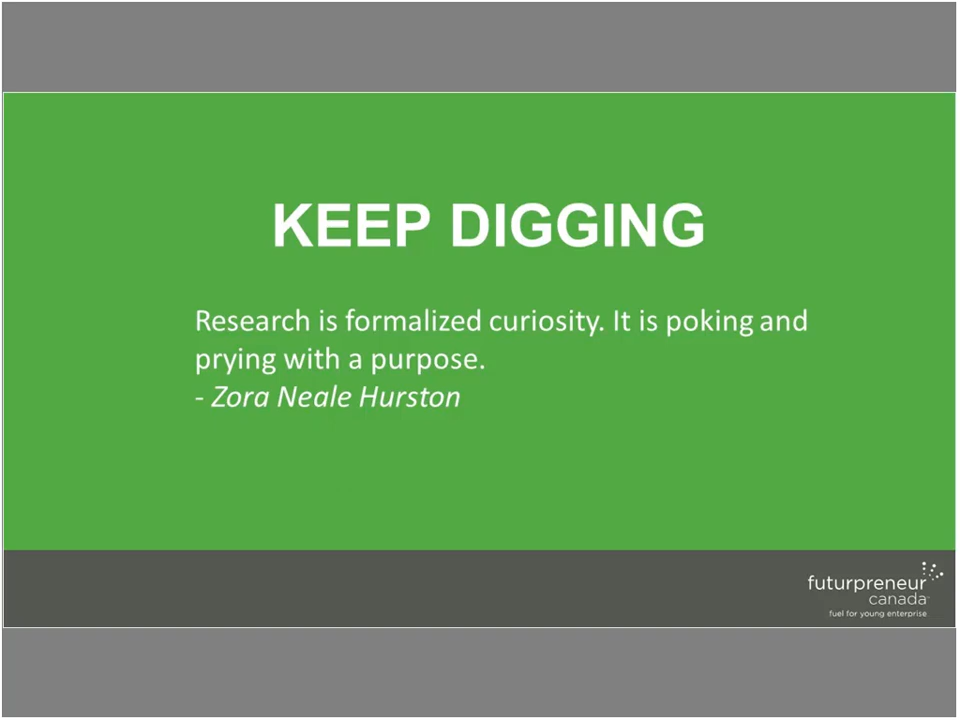 KEEP DIGGING
Research is formalized curiosity. It is poking and
prying with a purpose.
- Zora Neale Hurston
futurpreneur
canada
fuel for young enterprise